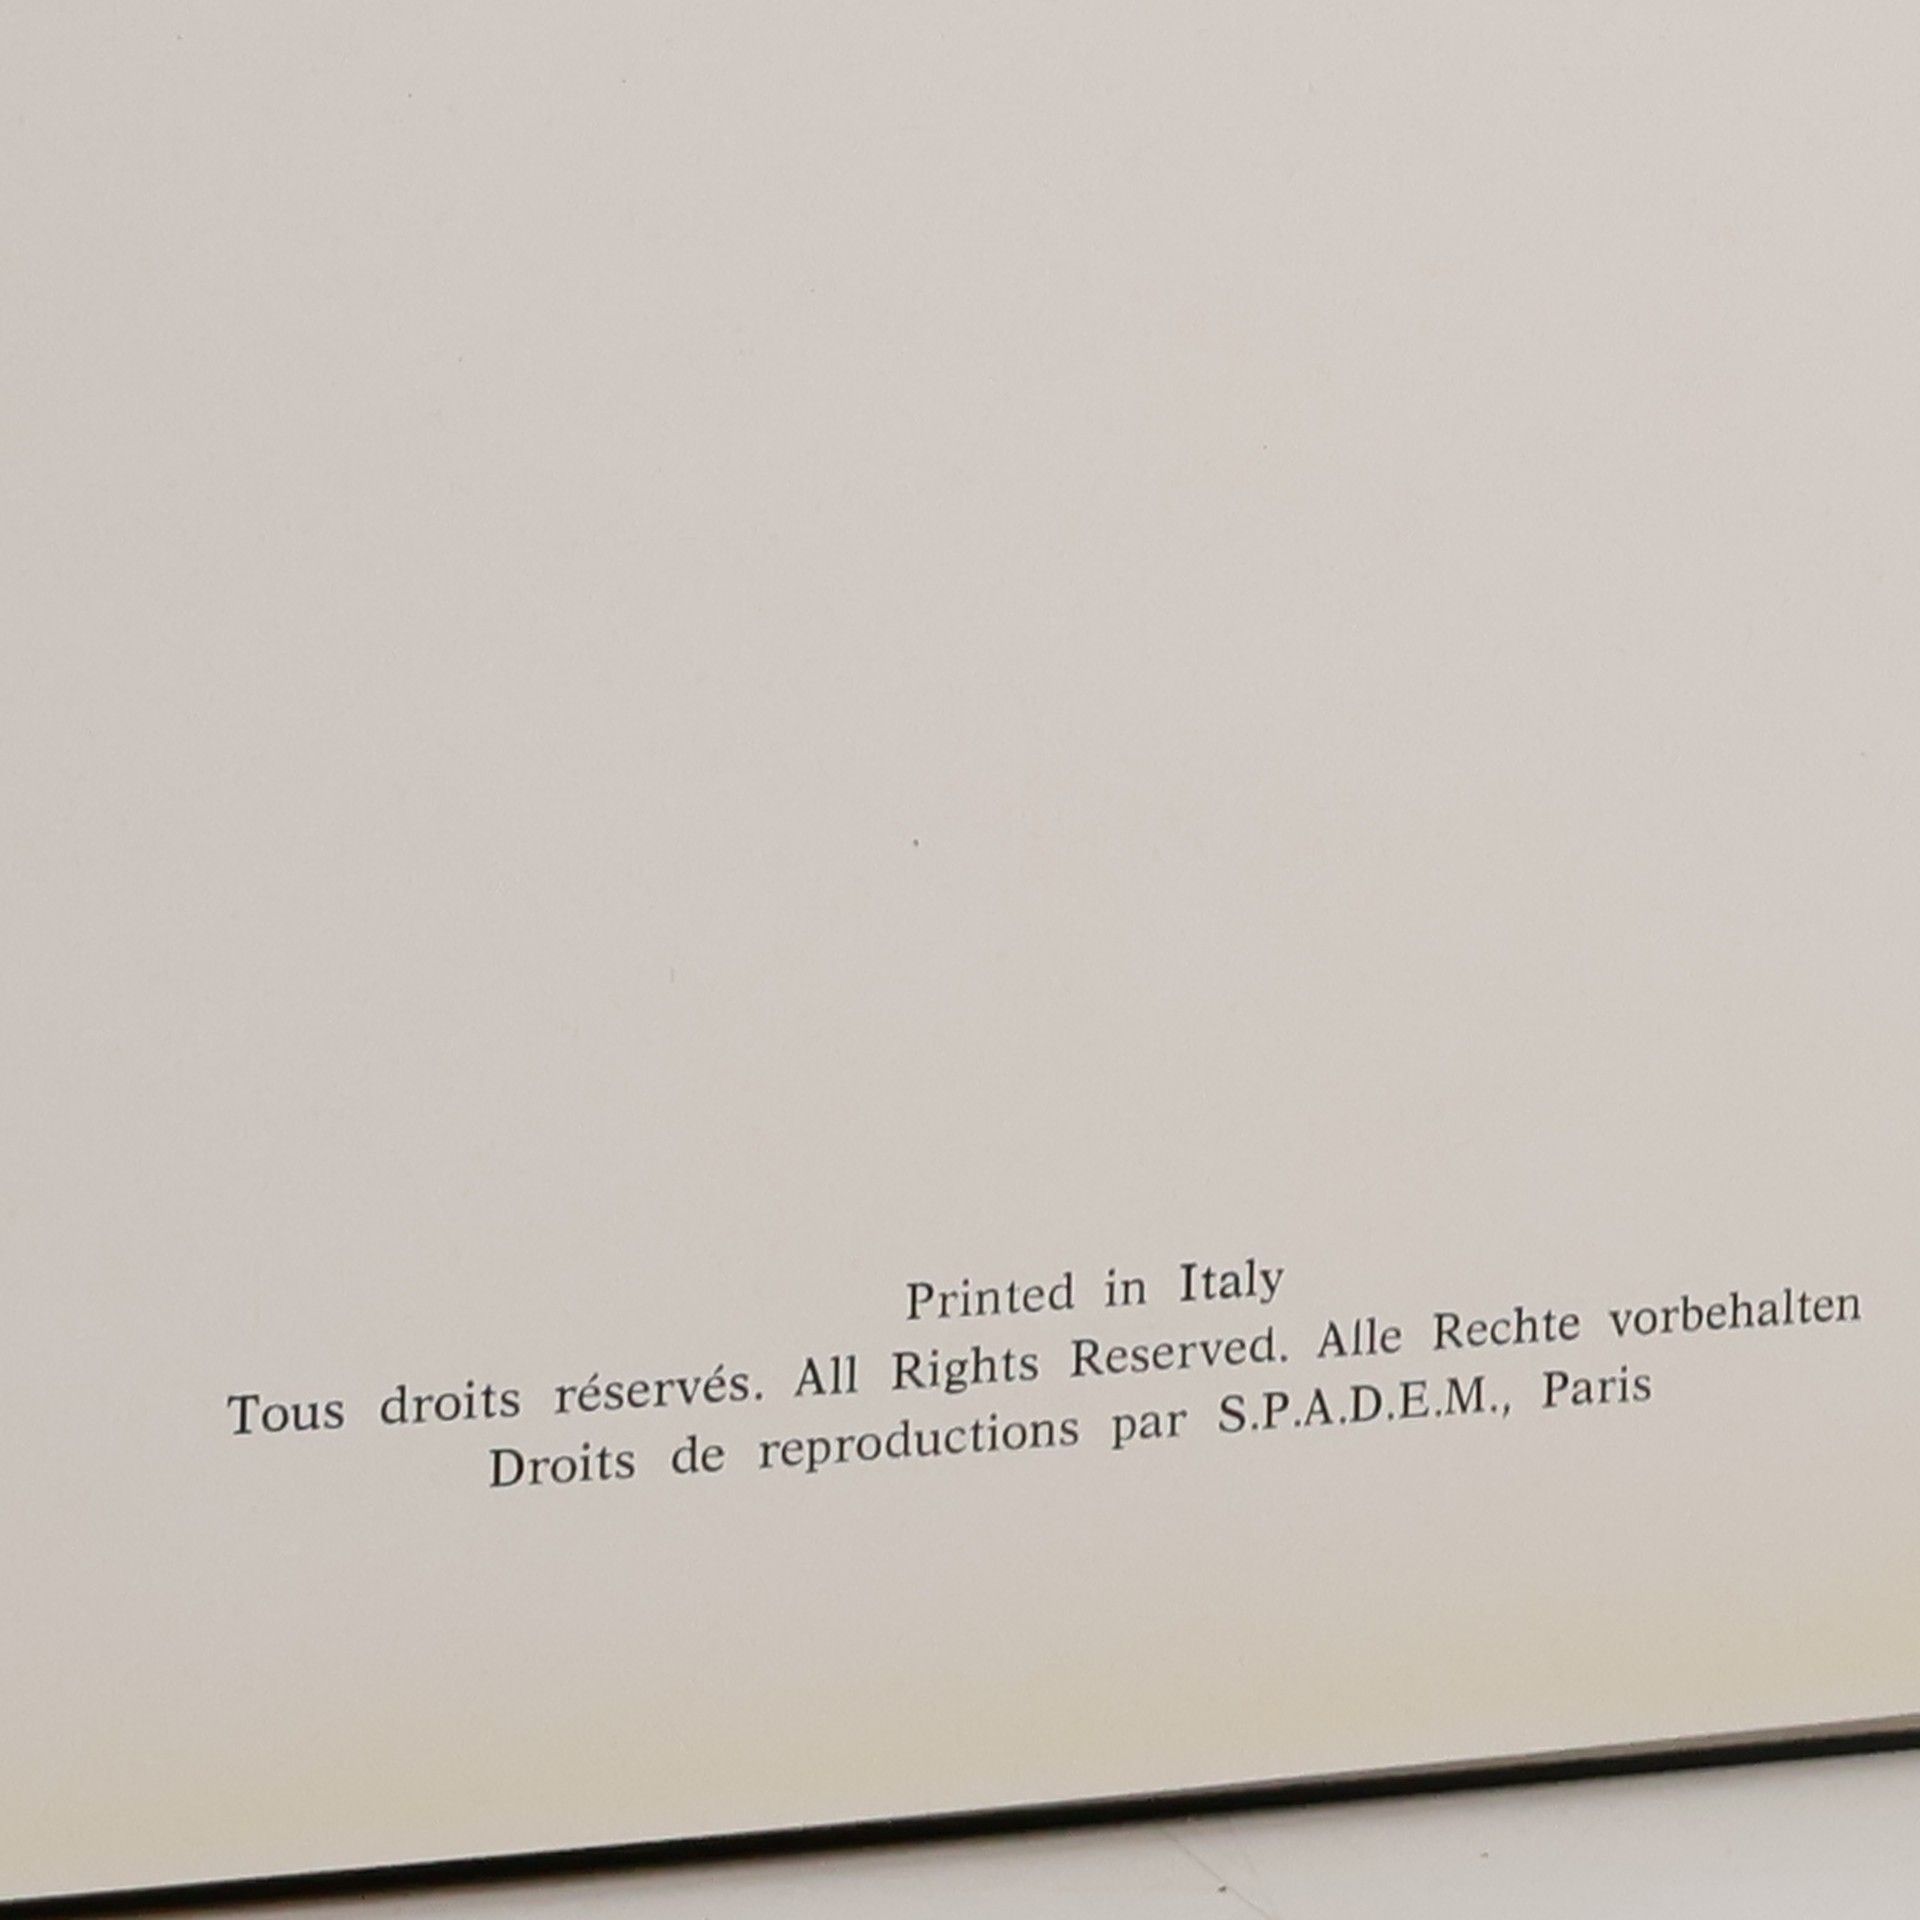 Printed in Italy
Tous droits réservés. All Rights Reserved. Alle Rechte vorbehalten
Droits de reproductions par S.P.A.D.E.M., Paris